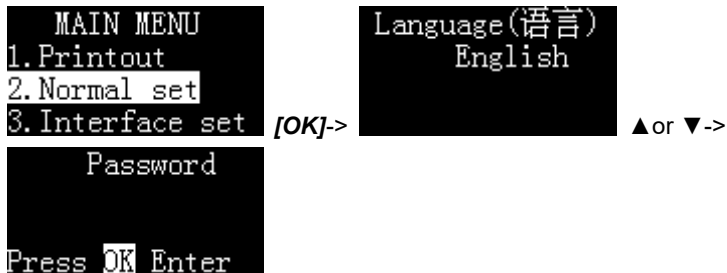 MAIN MENU
1.Printout
2.Normal set
3.Interface set
[OK]->
Language(语言)
English
▲or ▼->
Password
Press OK Enter